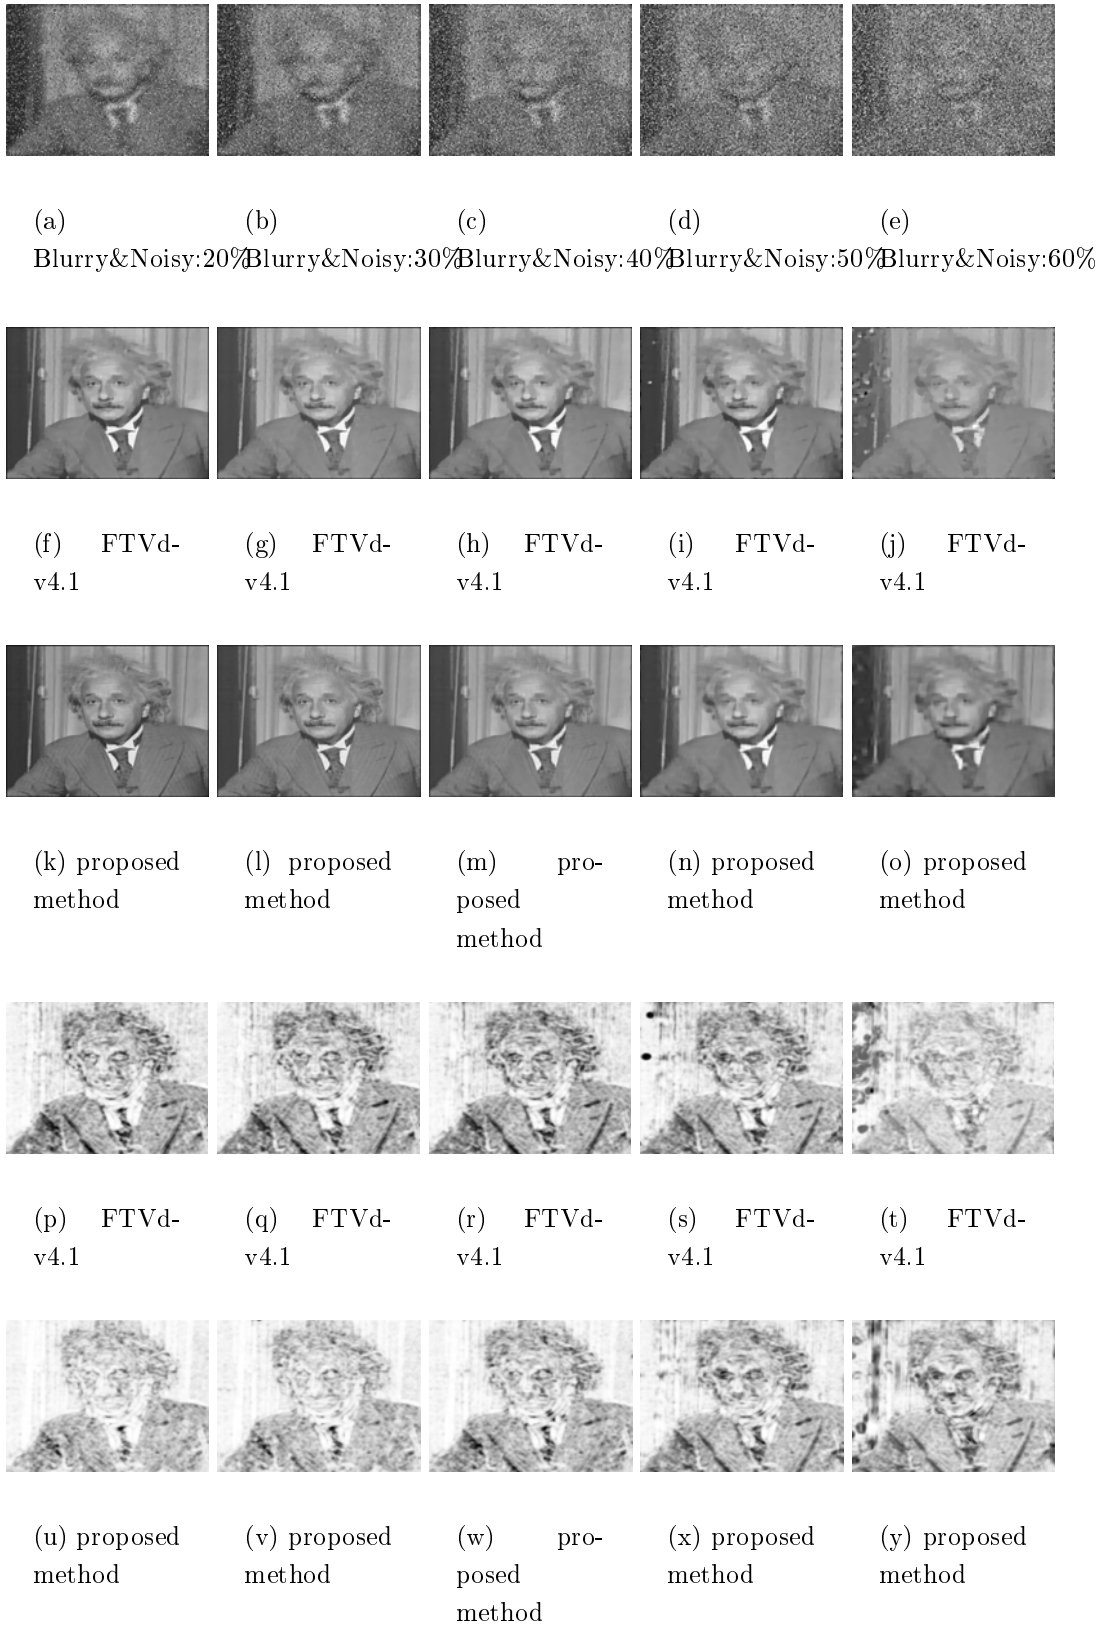 (a) (b) (c) (d) (e)
Blurry&Noisy:20% Blurry&Noisy:30% Blurry&Noisy:40% Blurry&Noisy:50% Blurry&Noisy:60%
(f) FTVd- (g) FTVd- (h) FTVd- (i) FTVd- (j) FTVd-
v4.1 v4.1 v4.1 v4.1 v4.1
(k) proposed (l) proposed (m) pro- (n) proposed (o) proposed
method method posed method method
method
(p) FTVd- (q) FTVd- (r) FTVd- (s) FTVd- (t) FTVd-
v4.1 v4.1 v4.1 v4.1 v4.1
(u) proposed (v) proposed (w) pro- (x) proposed (y) proposed
method method posed method method
method